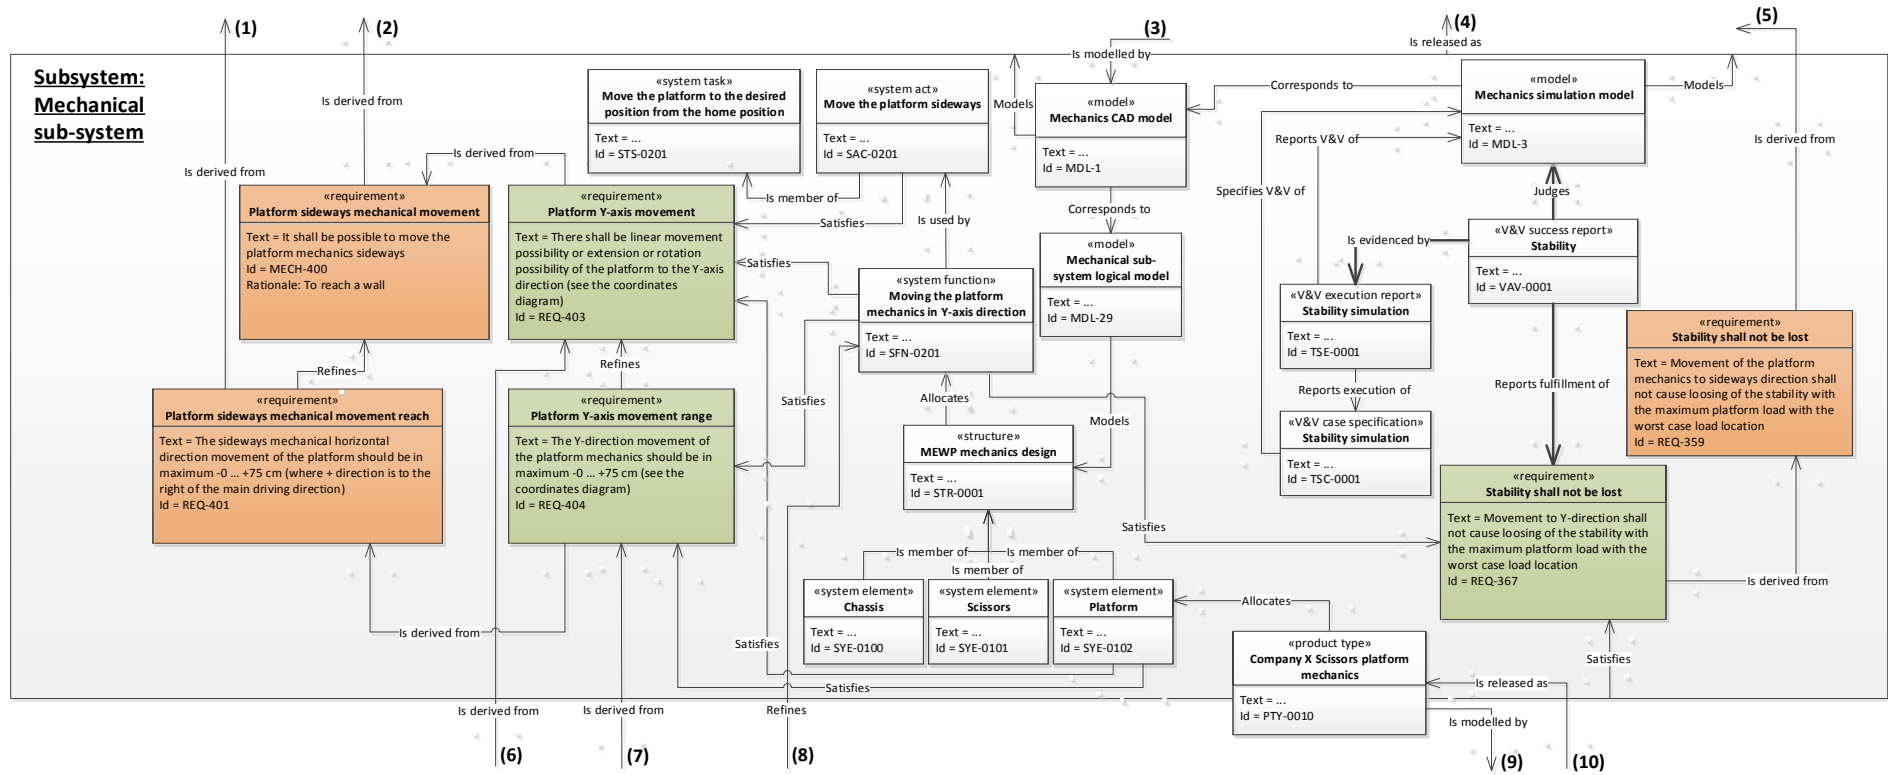 (1)
(2)
(3)
(4)
(5)
Subsystem:
Mechanical
sub-system
Is derived from
Is derived from
Is modelled by
Is released as
Is derived from
«system task»
Move the platform to the desired
position from the home position
Text = ...
Id = STS-0201
«system act»
Move the platform sideways
Text = ...
Id = SAC-0201
Models
«model»
Mechanics CAD model
Text = ...
Id = MDL-1
Corresponds to
«model»
Mechanics simulation model
Text = ...
Id = MDL-3
Models
Is derived from
Is member of
Satisfies
Is used by
Corresponds to
Reports V&V of
Specifies V&V of
Judges
«requirement»
Platform sideways mechanical movement
Text = It shall be possible to move the
platform mechanics sideways
Id = MECH-400
Rationale: To reach a wall
«requirement»
Platform Y-axis movement
Text = There shall be linear movement
possibility or extension or rotation
possibility of the platform to the Y-axis
direction (see the coordinates
diagram)
Id = REQ-403
Satisfies
«system function»
Moving the platform
mechanics in Y-axis direction
Text = ...
Id = SFN-0201
«model»
Mechanical sub-
system logical model
Text = ...
Id = MDL-29
Is evidenced by
«V&V success report»
Stability
Text = ...
Id = VAV-0001
«V&V execution report»
Stability simulation
Text = ...
Id = TSE-0001
Reports execution of
«V&V case specification»
Stability simulation
Text = ...
Id = TSC-0001
Reports fulfillment of
«requirement»
Stability shall not be lost
Text = Movement of the platform
mechanics to sideways direction shall
not cause loosing of the stability with
the maximum platform load with the
worst case load location
Id = REQ-359
Refines
Refines
Satisfies
Allocates
Models
«requirement»
Platform sideways mechanical movement reach
Text = The sideways mechanical horizontal
direction movement of the platform should be in
maximum -0 ... +75 cm (where + direction is to the
right of the main driving direction)
Id = REQ-401
«requirement»
Platform Y-axis movement range
Text = The Y-direction movement of
the platform mechanics should be in
maximum -0 ... +75 cm (see the
coordinates diagram)
Id = REQ-404
«structure»
MEWP mechanics design
Text = ...
Id = STR-0001
Satisfies
«requirement»
Stability shall not be lost
Text = Movement to Y-direction shall
not cause loosing of the stability with
the maximum platform load with the
worst case load location
Id = REQ-367
Is derived from
Is member of
Is member of
Is member of
«system element»
Chassis
Text = ...
Id = SYE-0100
«system element»
Scissors
Text = ...
Id = SYE-0101
«system element»
Platform
Text = ...
Id = SYE-0102
Allocates
Is derived from
Satisfies
Satisfies
«product type»
Company X Scissors platform
mechanics
Text = ...
Id = PTY-0010
Satisfies
Is released as
Is modelled by
Is derived from
Is derived from
Refines
(6)
(7)
(8)
(9)
(10)